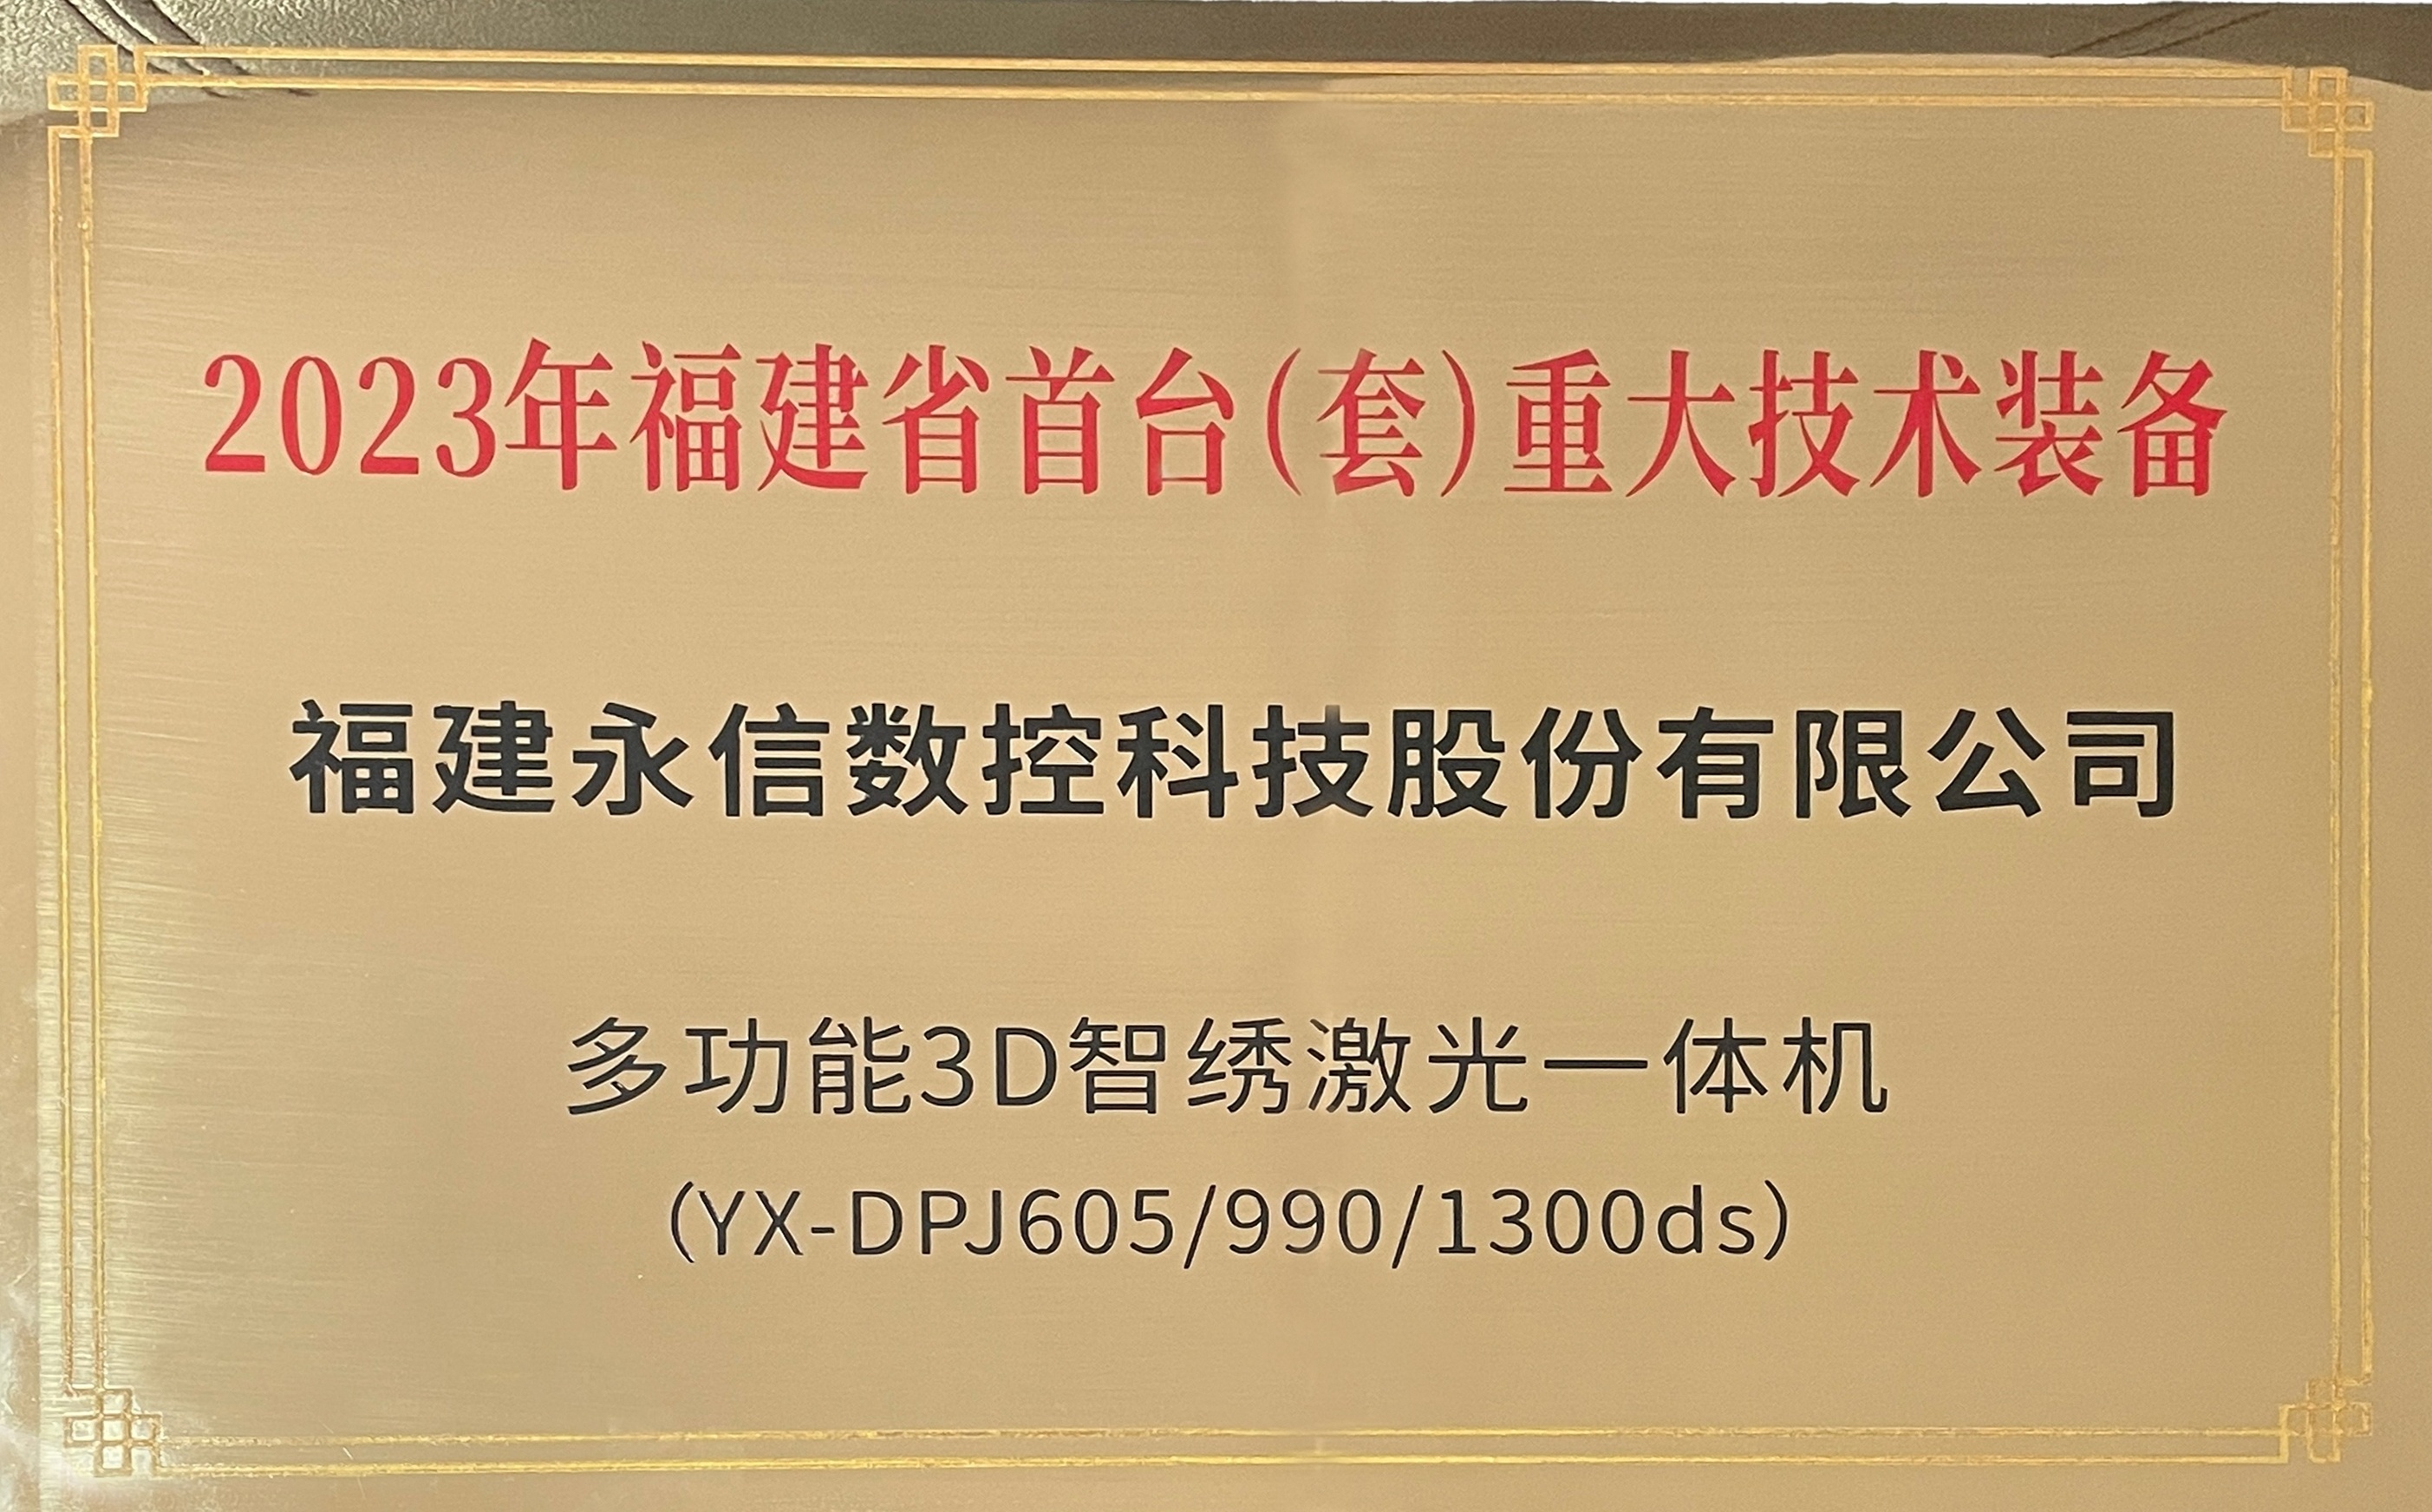 2023年福建省首台(套)重大技术装备
福建永信数控科技股份有限公司
多功能3D智绣激光一体机
(YX-DPJ605/990/1300ds)